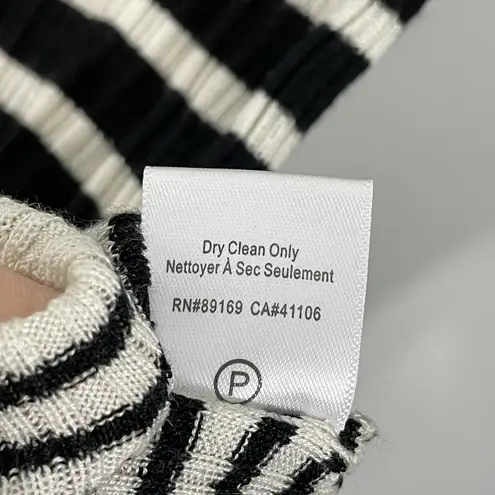 Dry Clean Only
Nettoyer À Sec Seulement
RN#89169 CA#41106
P